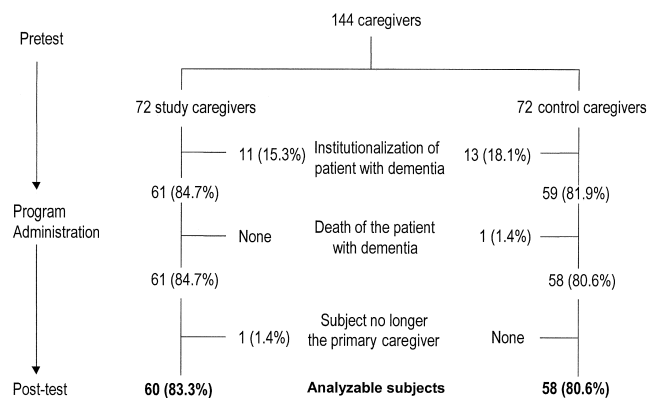 144 caregivers
Pretest
72 study caregivers
72 control caregivers
11 (15.3%)
Institutionalization of
patient with dementia
13 (18.1%)
61 (84.7%)
59 (81.9%)
Program
Administration
None
Death of the patient
with dementia
1 (1.4%)
61 (84.7%)
58 (80.6%)
1 (1.4%)
Subject no longer
the primary caregiver
None
Post-test
60 (83.3%)
Analyzable subjects
58 (80.6%)